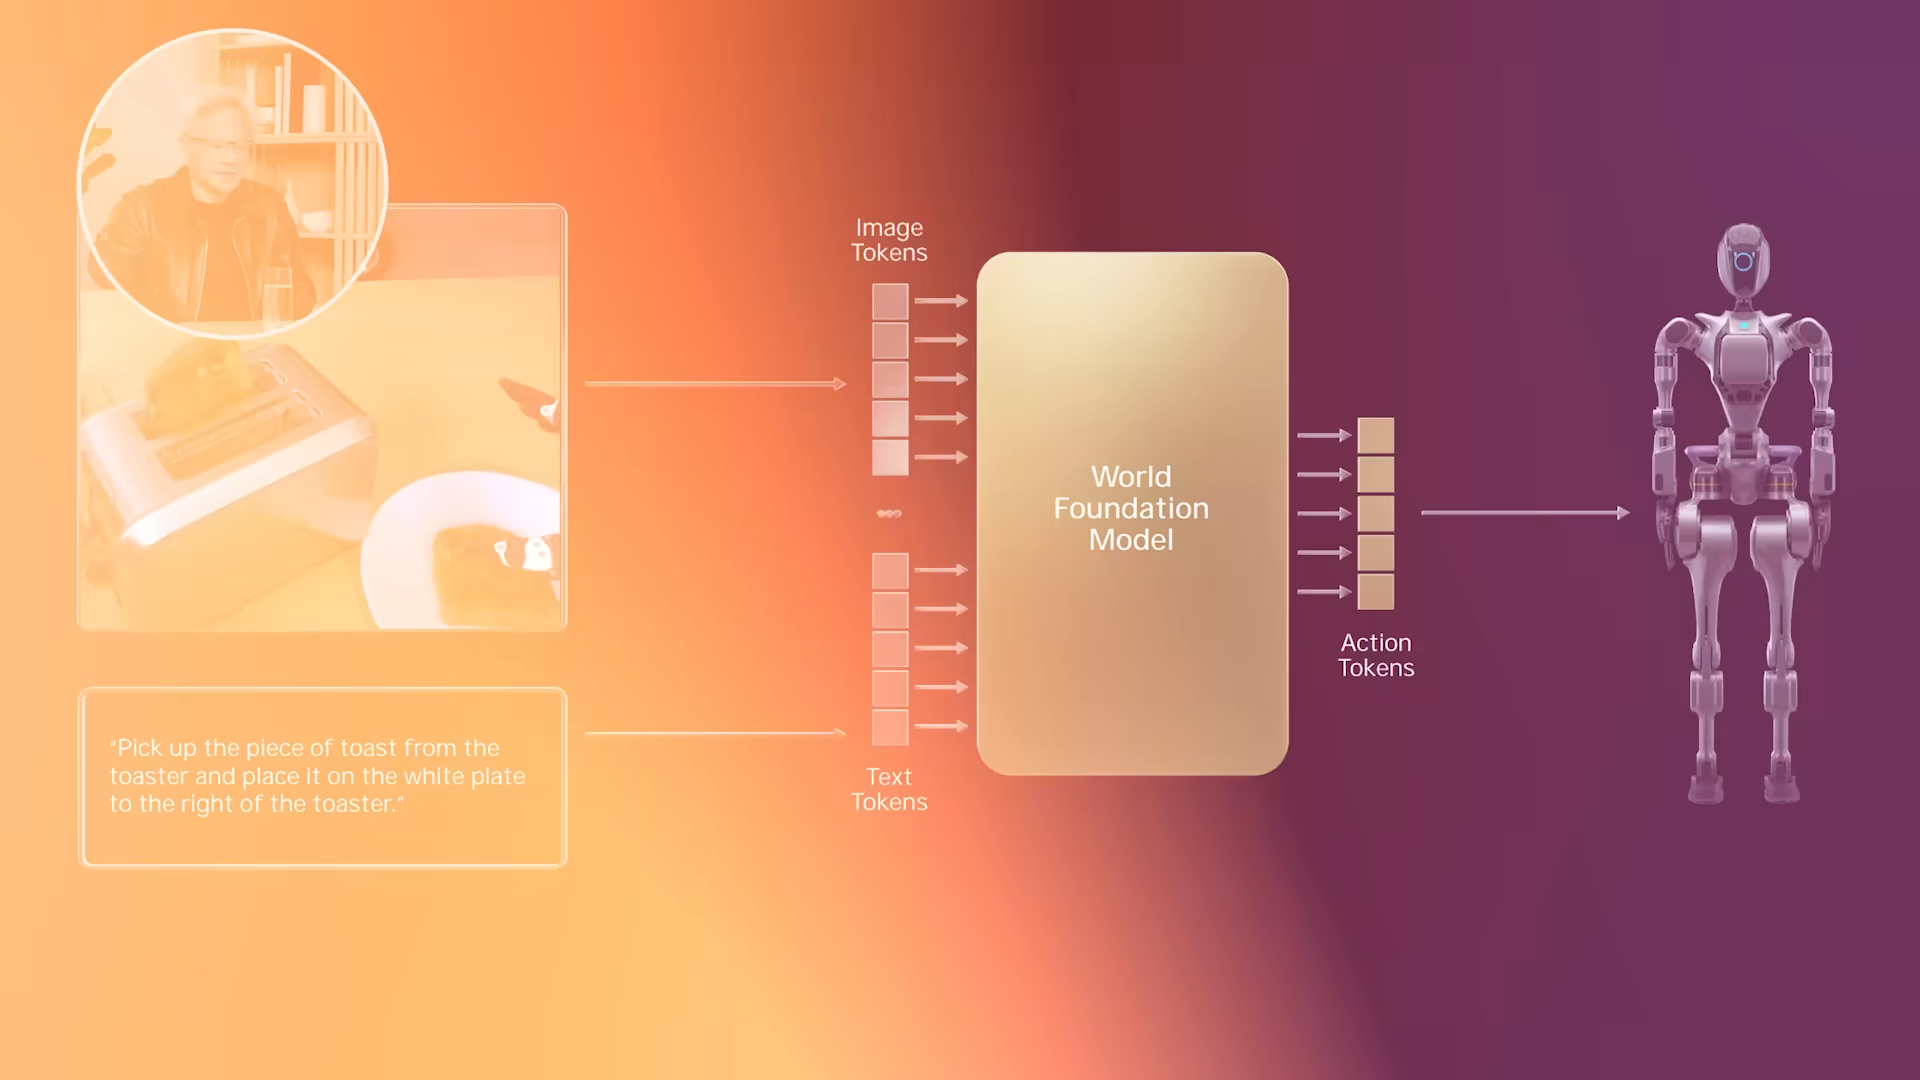 Image
Tokens
World
Foundation
Model
Action
Tokens
"Pick up the piece of toast from the
toaster and place it on the white plate
to the right of the toaster."
Text
Tokens